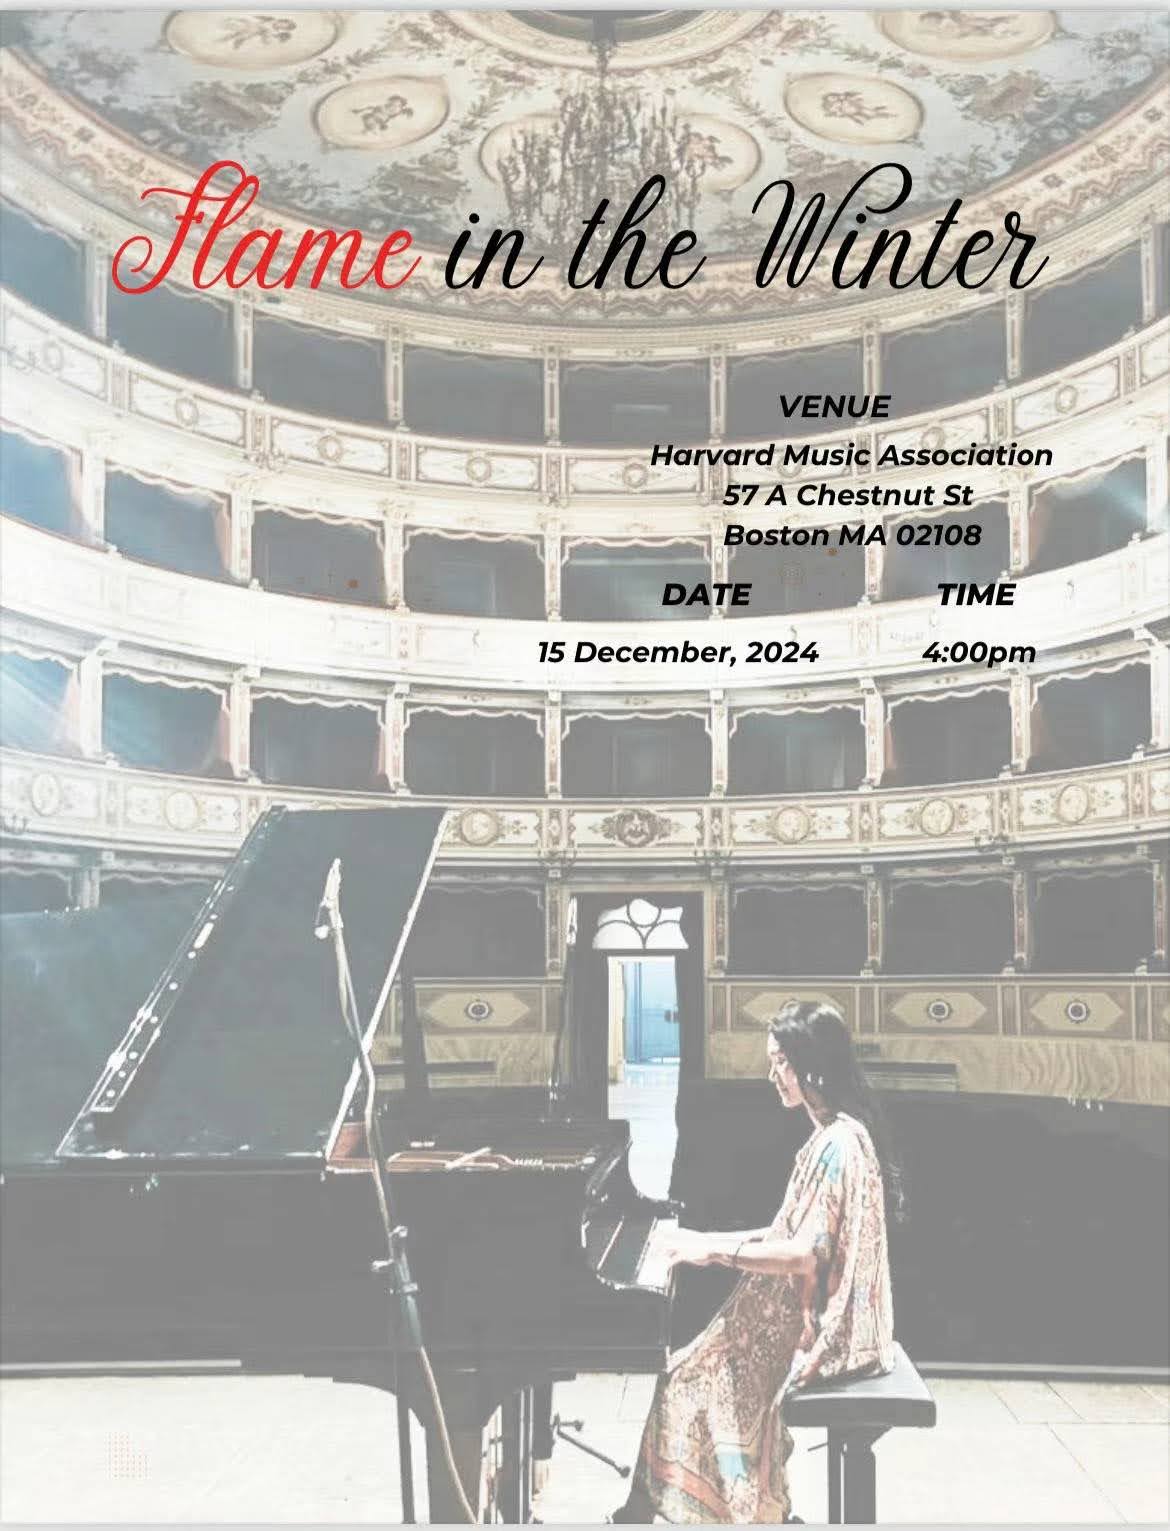 Flame in the Winter
VENUE
Harvard Music Association
57 A Chestnut St
Boston MA 02108
DATE
TIME
15 December, 2024
4:00pm